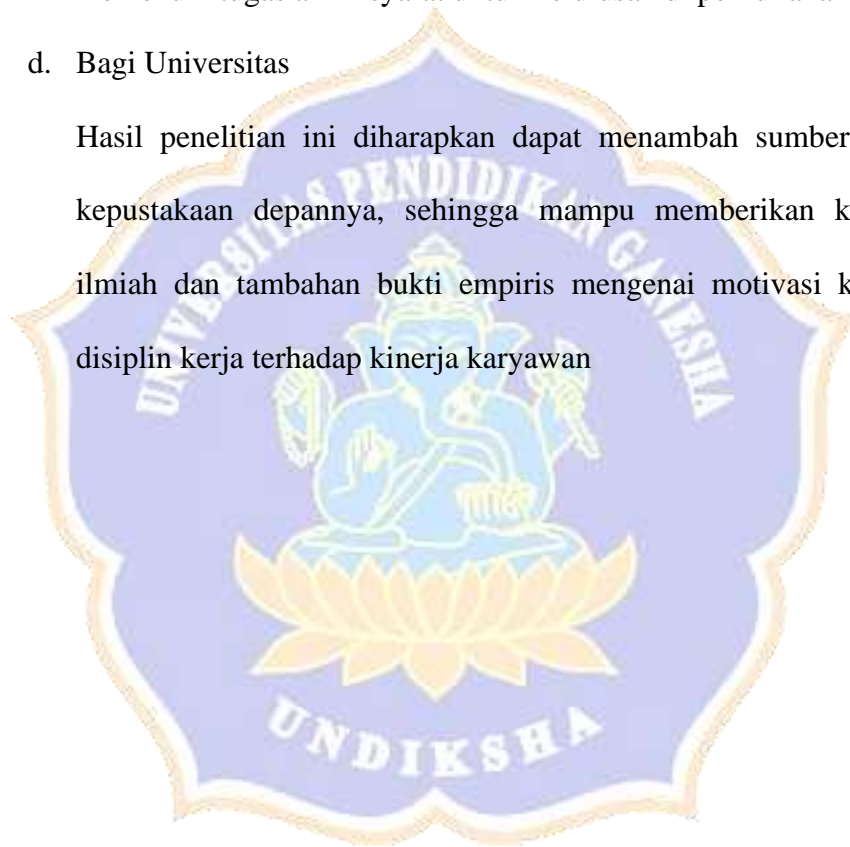 d. Bagi Universitas
Hasil penelitian ini diharapkan dapat menambah sumber
kepustakaan depannya, sehingga mampu memberikan
ilmiah dan tambahan bukti empiris mengenai motivasi
disiplin kerja terhadap kinerja karyawan
UNIVERSITAS PENDIDIKAN GANESHA
UNDIKSHA